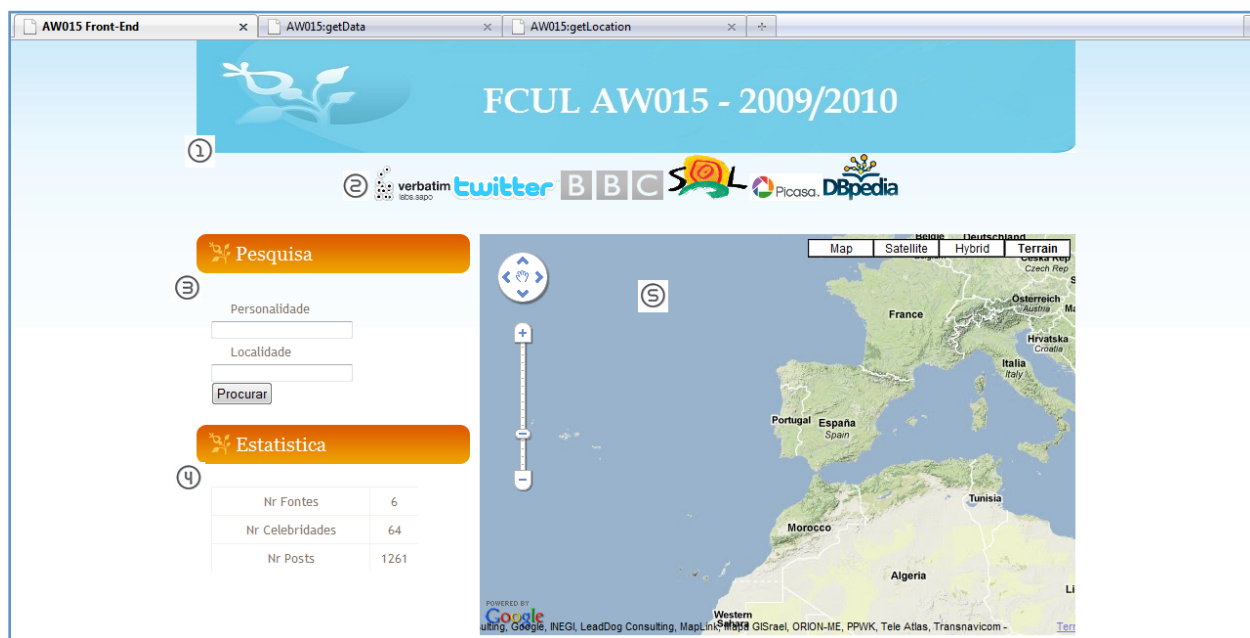 AW015 Front-End x AW015:getData x AW015:getLocation x
FCUL AW015 - 2009/2010
1
2 verbatim labs.sapo twitter BBC SOL Picasa. DBpedia
Pesquisa
3
Personalidade
Localidade
Procurar
Estatistica
4
Nr Fontes 6
Nr Celebridades 64
Nr Posts 1261
5
Map Satellite Hybrid Terrain
België Deutschland
Česká Rep
Czech Rep
Österreich
Austria
France
Hrvatska
Croatia
Italia
Italy
Portugal España
Spain
Tunisia
Morocco
Algeria
POWERED BY
Google
Western
Sahara
ulting, Google, INEGI, LeadDog Consulting, MapLink, Mapa GISrael, ORION-ME, PPWK, Tele Atlas, Transnavicom -